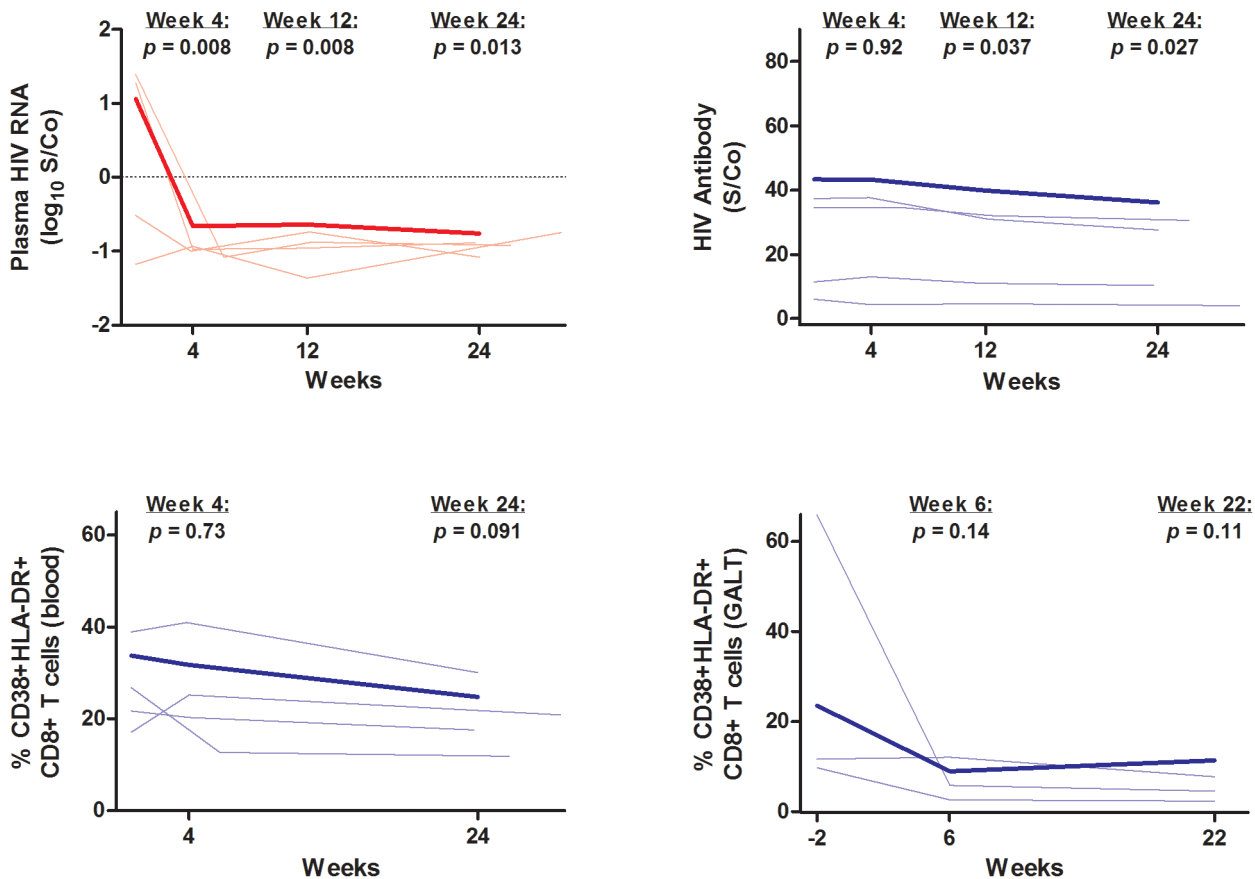 Week 4: Week 12: Week 24:
p = 0.008 p = 0.008 p = 0.013
2
1
0
-1
-2
Plasma HIV RNA
(log10 S/Co)
4 12 24
Weeks
Week 4: Week 12: Week 24:
p = 0.92 p = 0.037 p = 0.027
80
60
40
20
0
HIV Antibody
(S/Co)
4 12 24
Weeks
Week 4: Week 24:
p = 0.73 p = 0.091
60
40
20
0
% CD38+HLA-DR+
CD8+ T cells (blood)
4 24
Weeks
Week 6: Week 22:
p = 0.14 p = 0.11
60
40
20
0
% CD38+HLA-DR+
CD8+ T cells (GALT)
-2 6 22
Weeks